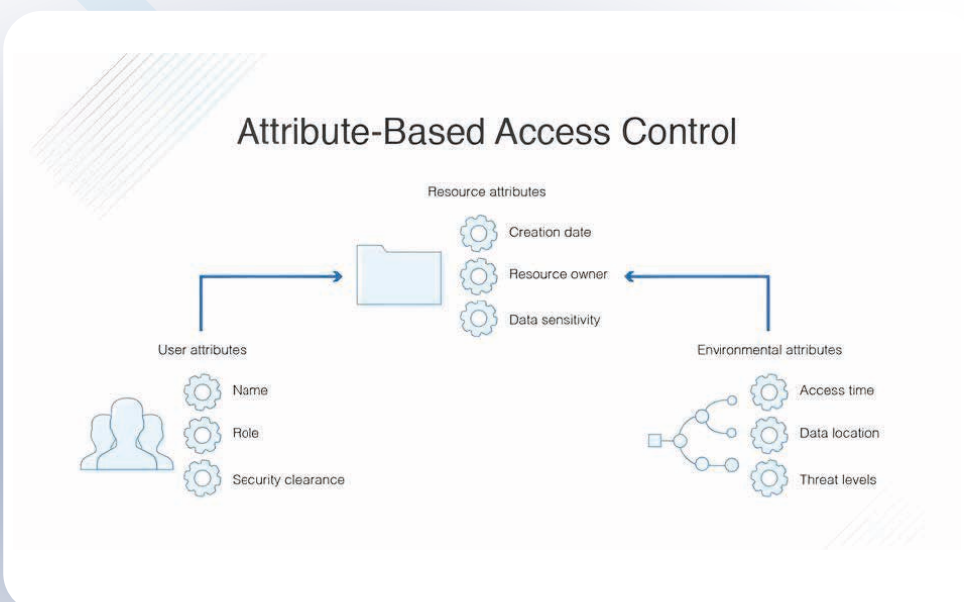 Attribute-Based Access Control
Resource attributes
Creation date
Resource owner
Data sensitivity
User attributes
Name
Role
Security clearance
Environmental attributes
Access time
Data location
Threat levels